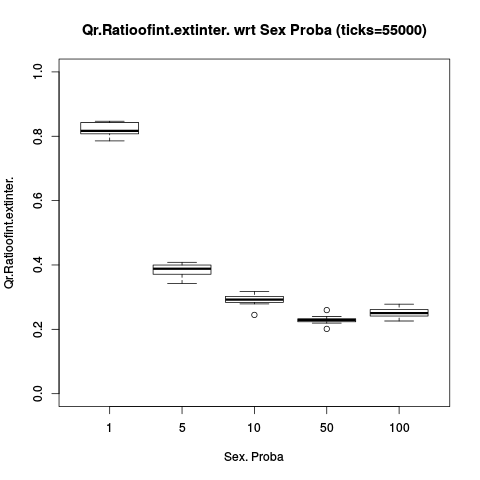 Qr.Ratioofint.extinter. wrt Sex Proba (ticks=55000)
Qr.Ratioofint.extinter.
1.0
0.8
0.6
0.4
0.2
0.0
1 5 10 50 100
Sex. Proba